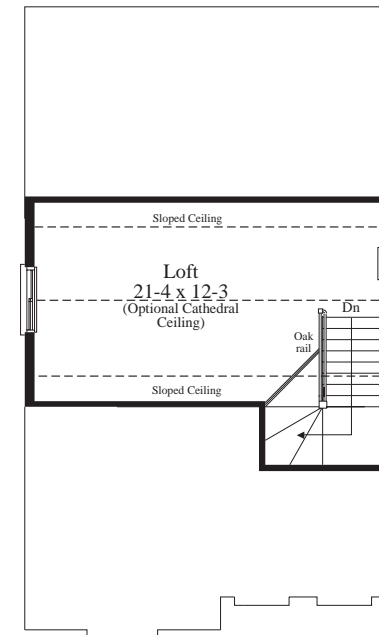 Sloped Ceiling
Loft
21-4 x 12-3
(Optional Cathedral
Ceiling)
Dn
Oak
rail
Sloped Ceiling